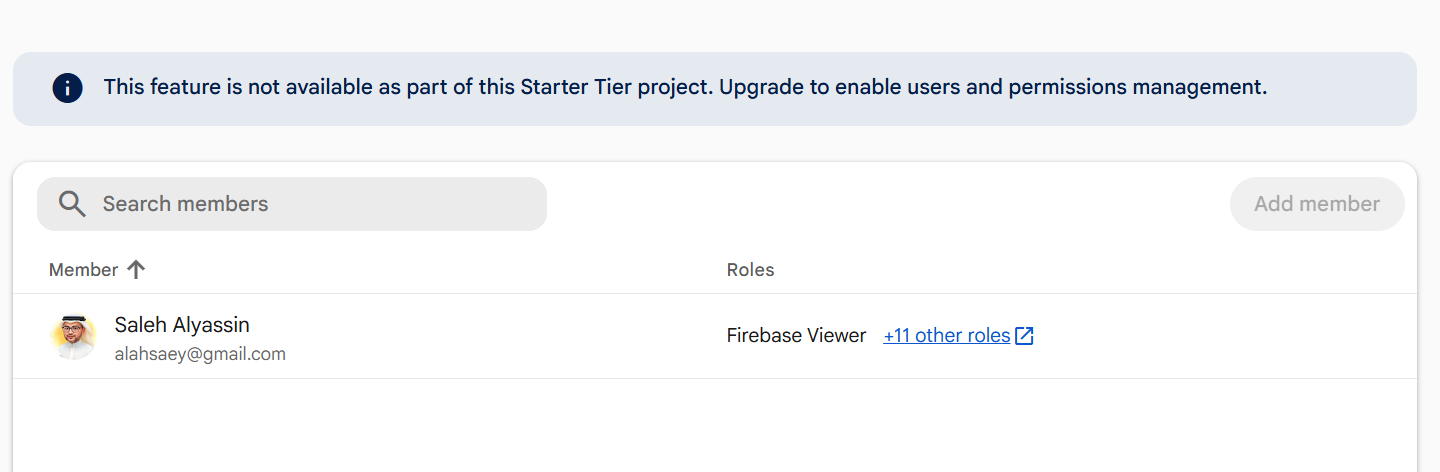 This feature is not available as part of this Starter Tier project. Upgrade to enable users and permissions management.
Search members
Add member
Member
Roles
Saleh Alyassin
alahsaey@gmail.com
Firebase Viewer +11 other roles